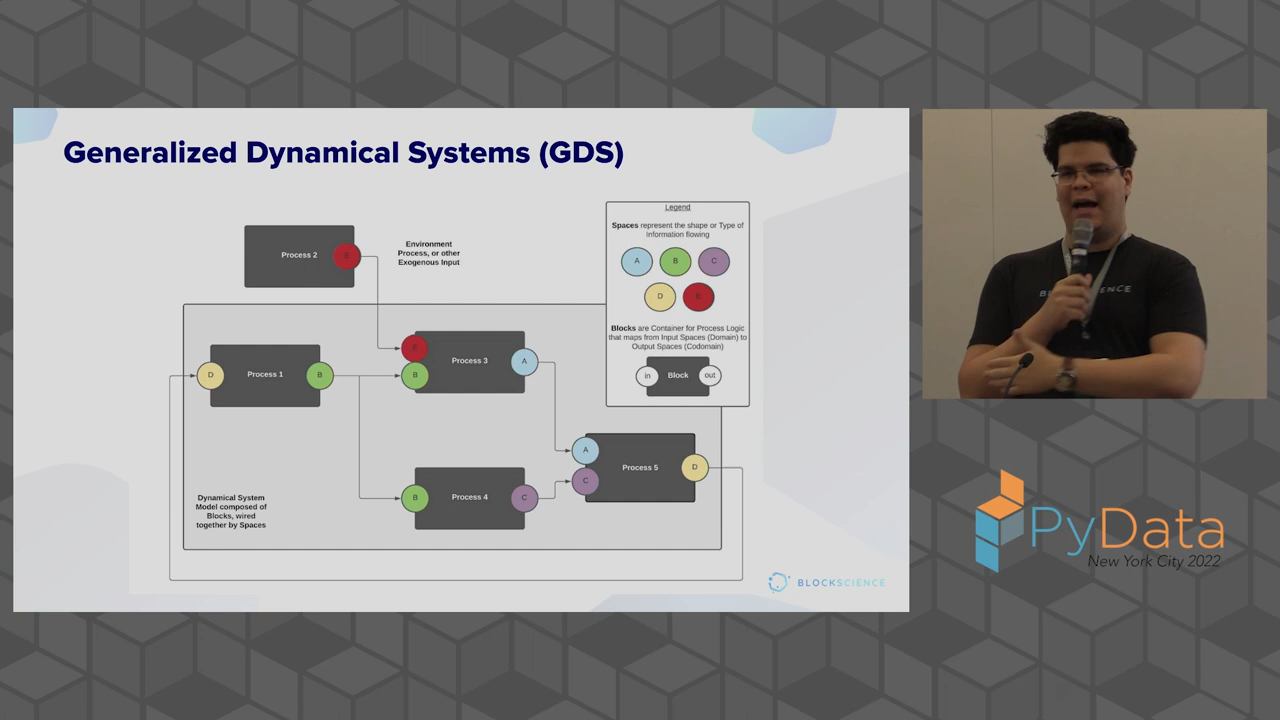 Generalized Dynamical Systems (GDS)
Legend
Spaces represent the shape or Type of
Information flowing
A B C
D E
Blocks are Container for Process Logic
that maps from Input Spaces (Domain) to
Output Spaces (Codomain)
in Block out
Process 2 E
Environment
Process, or other
Exogenous Input
D Process 1 B
E
B Process 3 A
B Process 4 C
A
C Process 5 D
Dynamical System
Model composed of
Blocks, wired
together by Spaces
BLOCKSCIENCE
PyData
New York City 2022